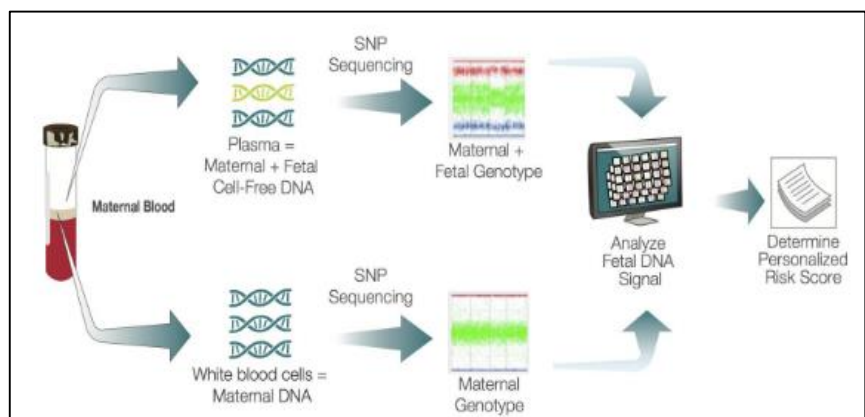 SNP
Sequencing
Plasma =
Maternal + Fetal
Cell-Free DNA
Maternal +
Fetal Genotype
Maternal Blood
Analyze
Fetal DNA
Signal
Determine
Personalized
Risk Score
SNP
Sequencing
White blood cells =
Maternal DNA
Maternal
Genotype